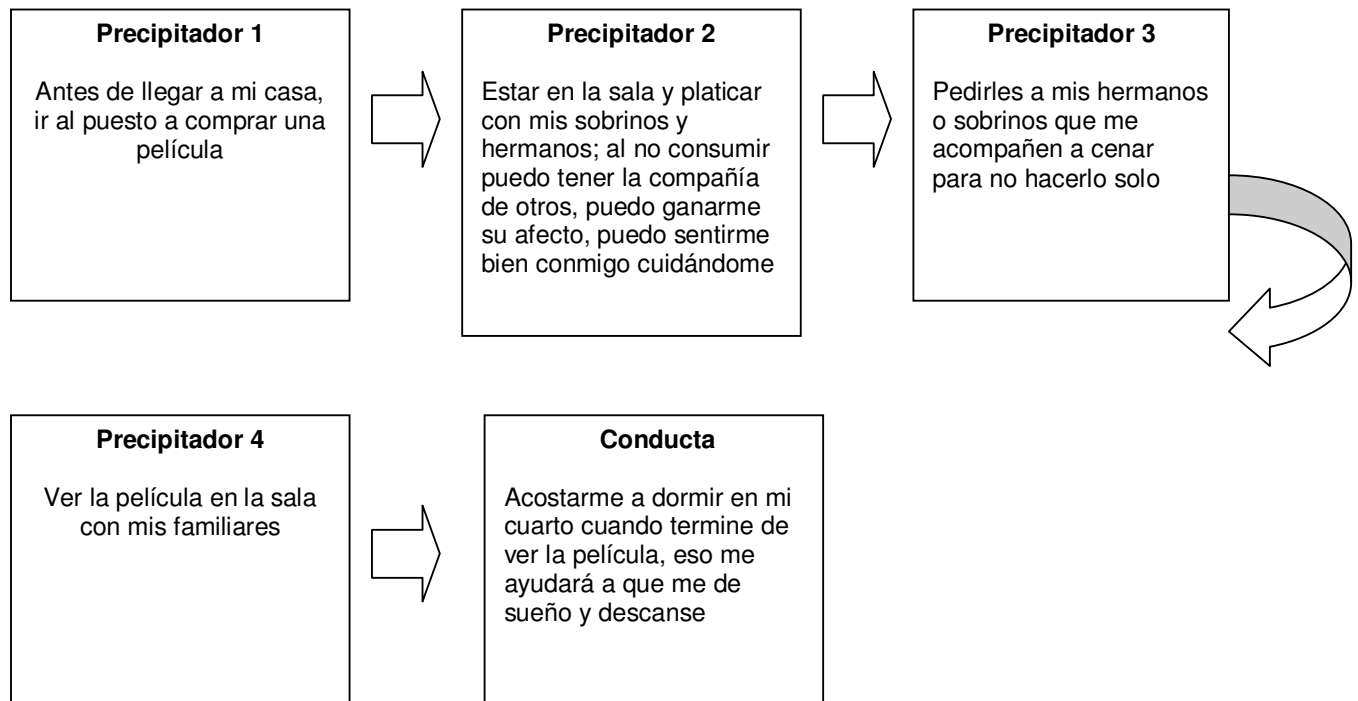 Precipitador 1
Antes de llegar a mi casa,
ir al puesto a comprar una
película
Precipitador 2
Estar en la sala y platicar
con mis sobrinos y
hermanos; al no consumir
puedo tener la compañía
de otros, puedo ganarme
su afecto, puedo sentirme
bien conmigo cuidándome
Precipitador 3
Pedirles a mis hermanos
o sobrinos que me
acompañen a cenar
para no hacerlo solo
Precipitador 4
Ver la película en la sala
con mis familiares
Conducta
Acostarme a dormir en mi
cuarto cuando termine de
ver la película, eso me
ayudará a que me de
sueño y descanse